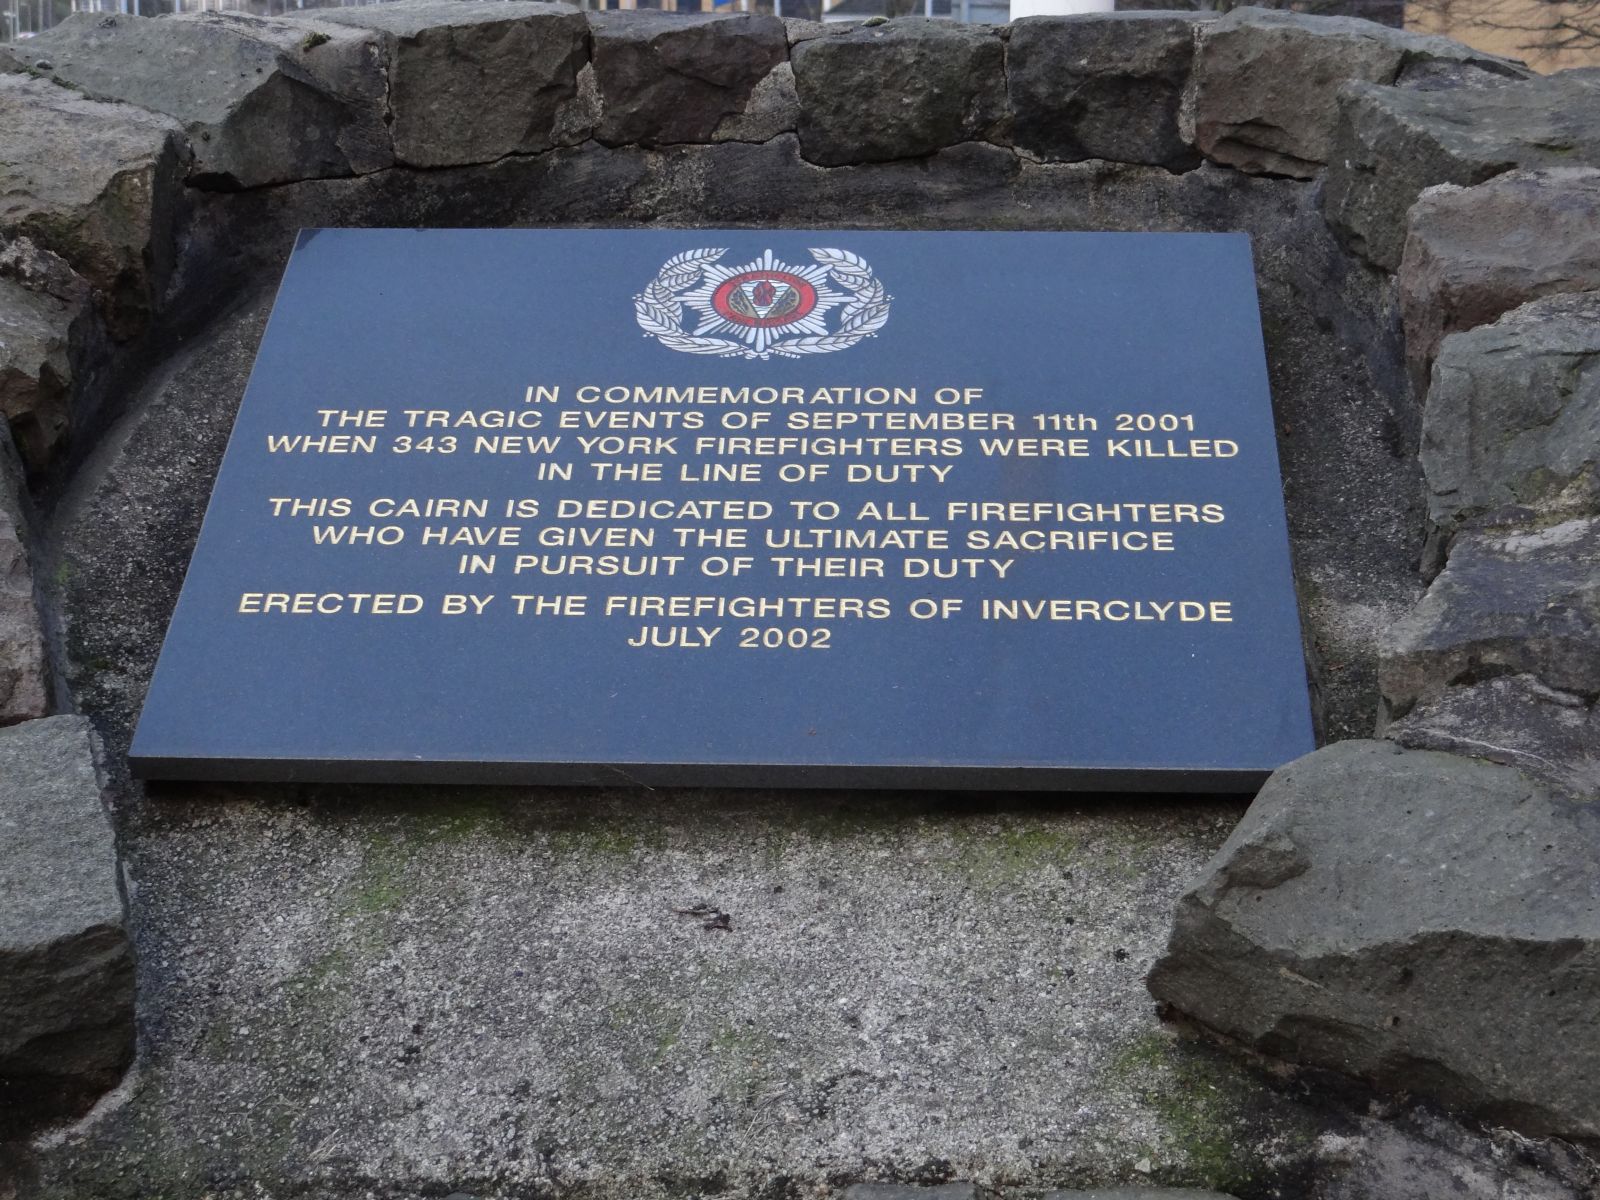 IN COMMEMORATION OF
THE TRAGIC EVENTS OF SEPTEMBER 11th 2001
WHEN 343 NEW YORK FIREFIGHTERS WERE KILLED
IN THE LINE OF DUTY
THIS CAIRN IS DEDICATED TO ALL FIREFIGHTERS
WHO HAVE GIVEN THE ULTIMATE SACRIFICE
IN PURSUIT OF THEIR DUTY
ERECTED BY THE FIREFIGHTERS OF INVERCLYDE
JULY 2002